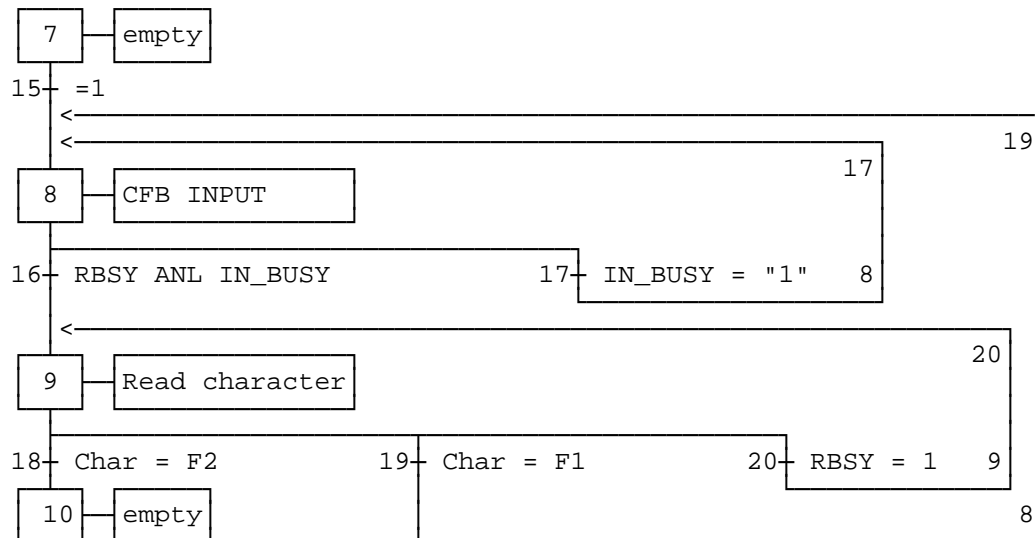 7 empty
15 =1
<
< 19
17
8 CFB INPUT
16 RBSY ANL IN_BUSY 17 IN_BUSY = "1" 8
<
20
9 Read character
18 Char = F2 19 Char = F1 20 RBSY = 1 9
10 empty 8